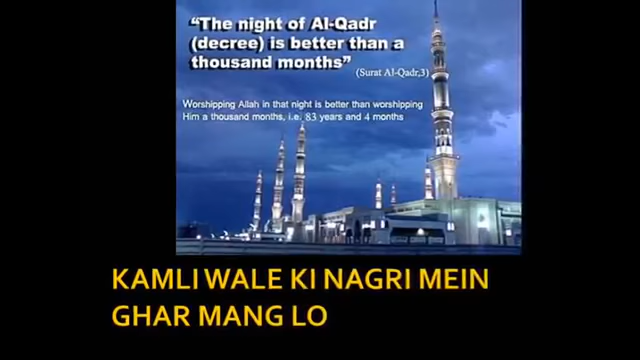 “The night of Al-Qadr
(decree) is better than a
thousand months”
(Surat Al-Qadr,3)
Worshipping Allah in that night is better than worshipping
Him a thousand months, i.e. 83 years and 4 months
KAMLI WALE KI NAGRI MEIN
GHAR MANG LO